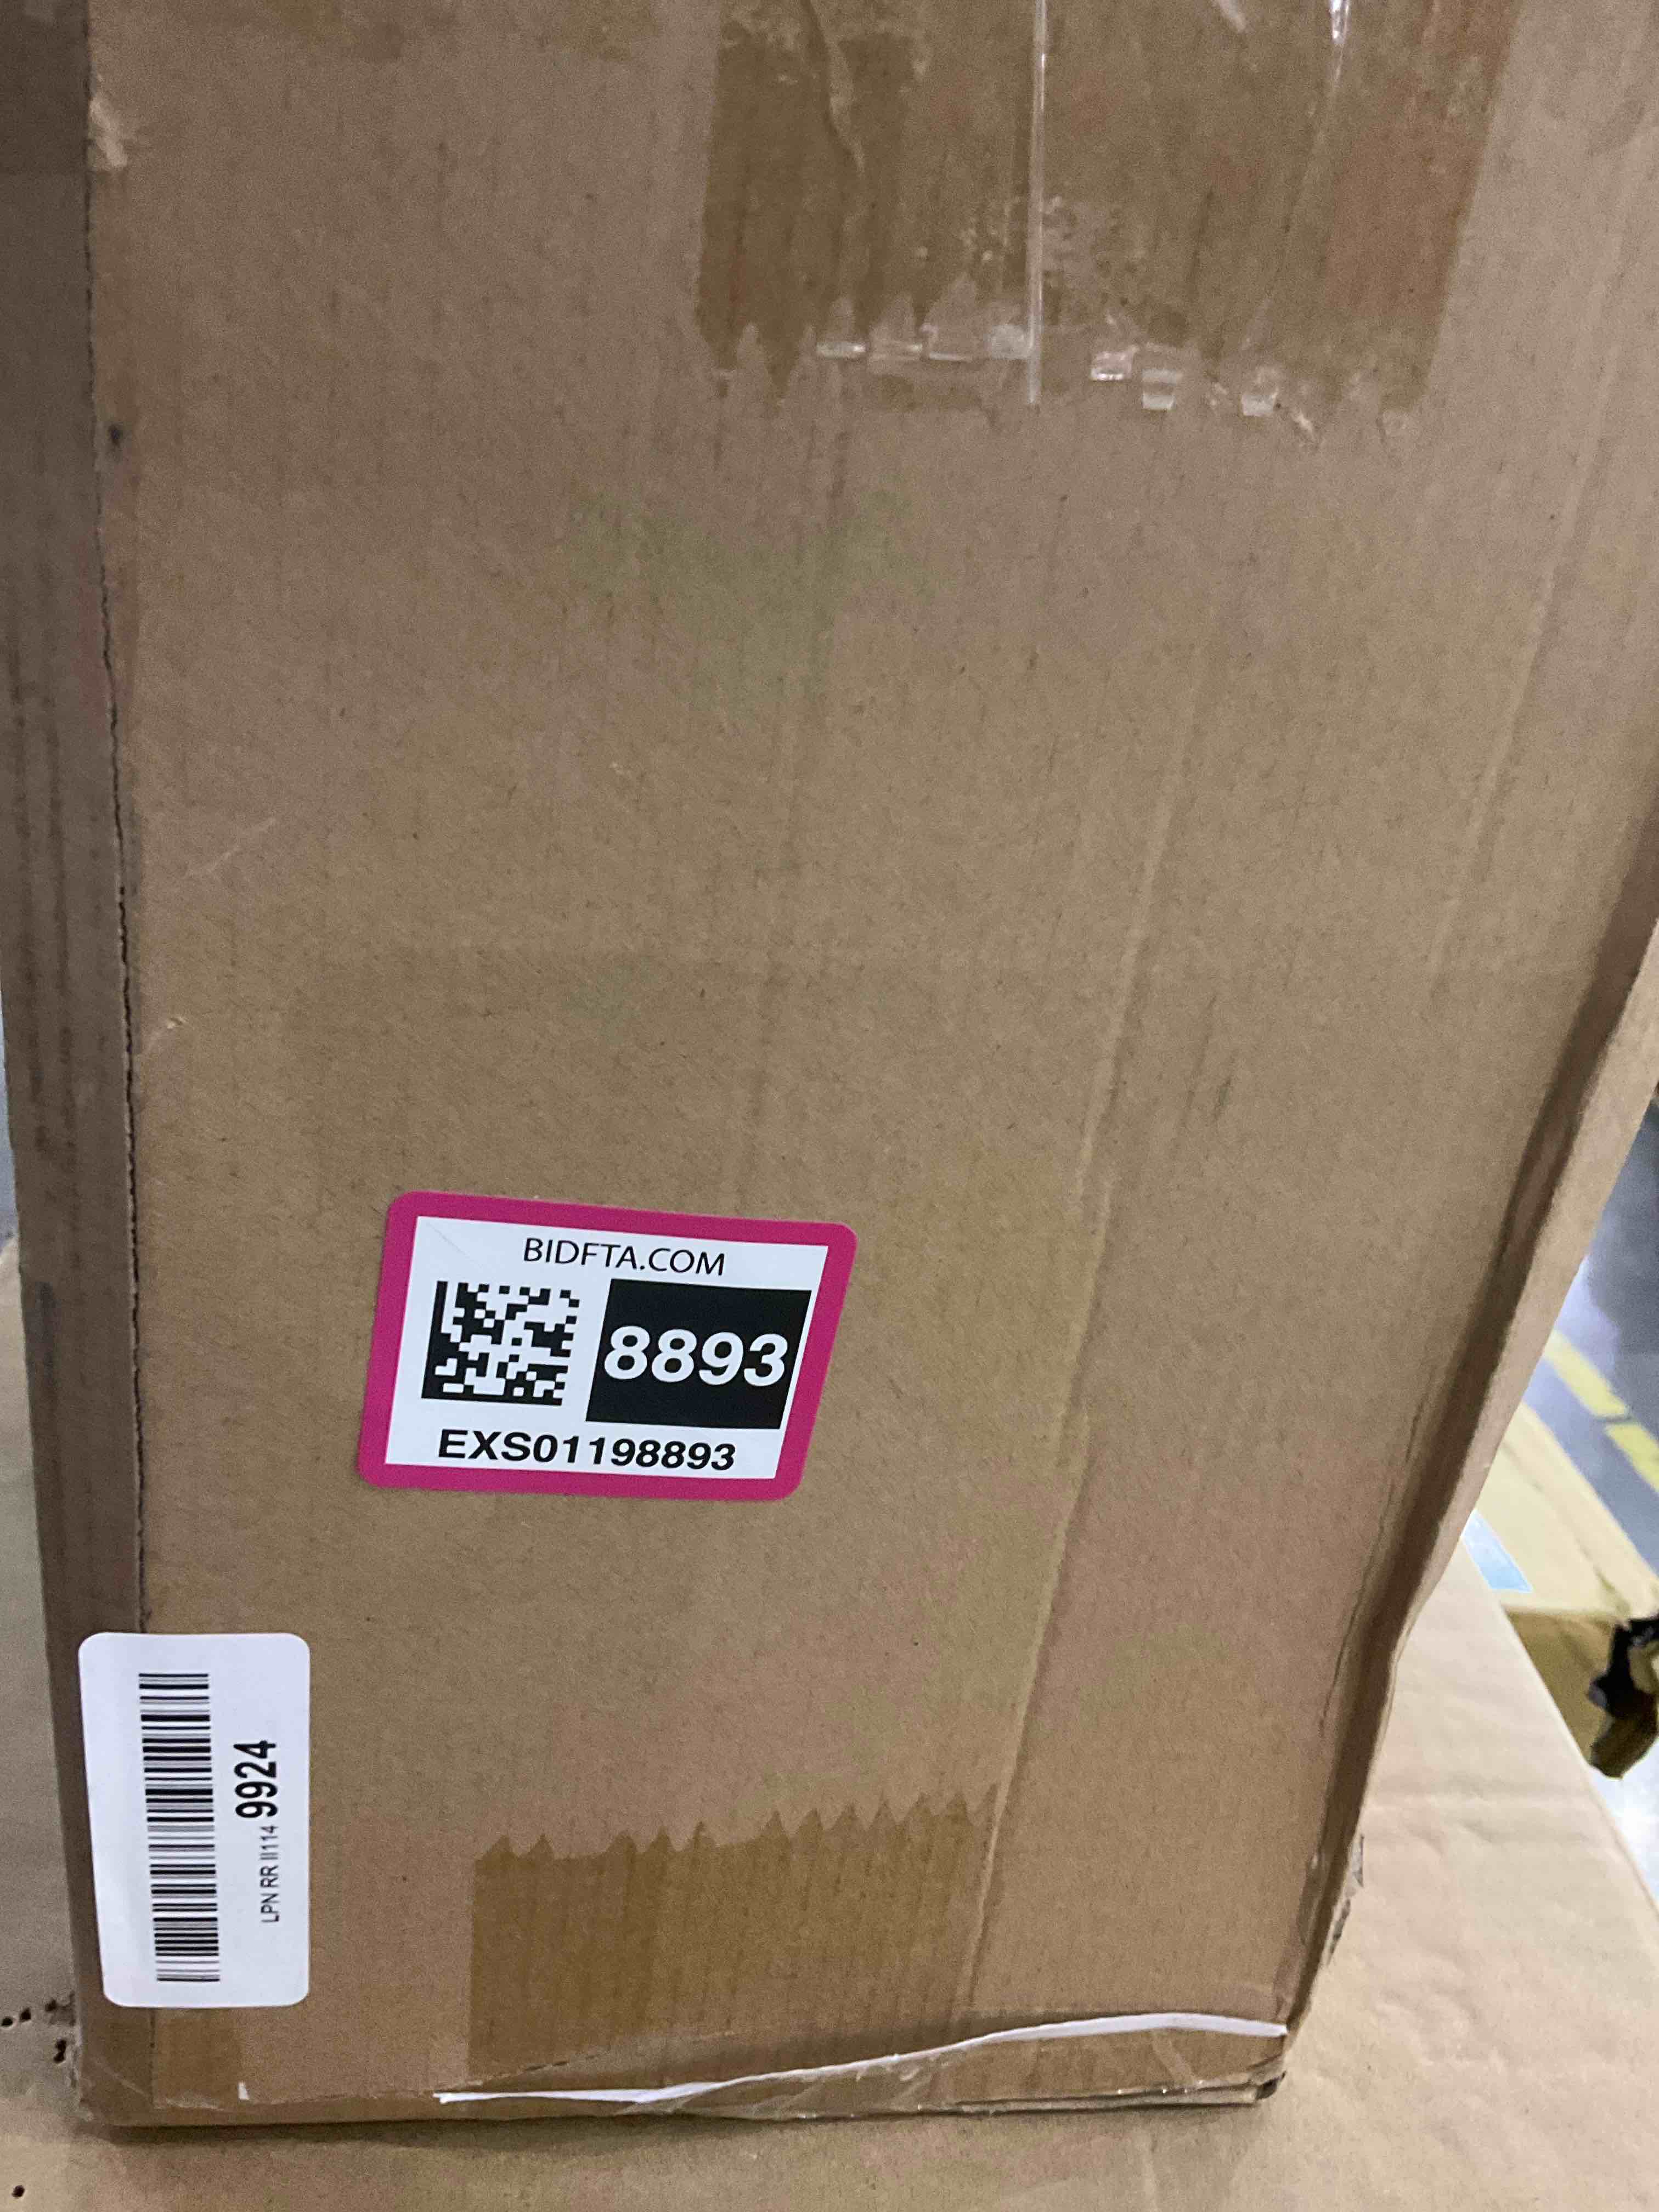 BIDFTA.COM
8893
EXS01198893
LPN RR II114 9924